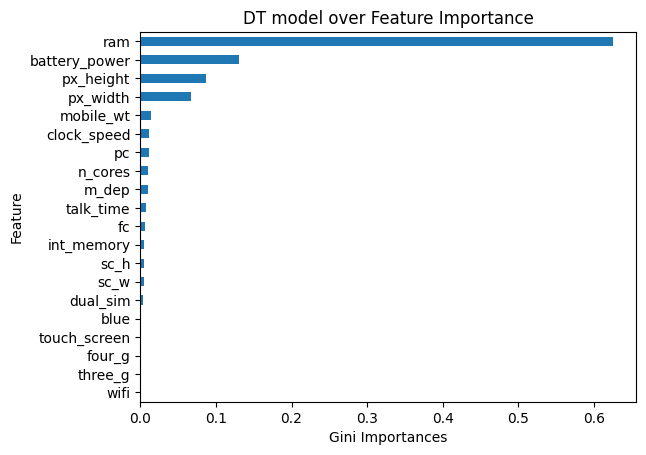 DT model over Feature Importance
ram
battery_power
px_height
px_width
mobile_wt
clock_speed
pc
n_cores
m_dep
talk_time
fc
int_memory
sc_h
sc_w
dual_sim
blue
touch_screen
four_g
three_g
wifi
Feature
0.0 0.1 0.2 0.3 0.4 0.5 0.6
Gini Importances